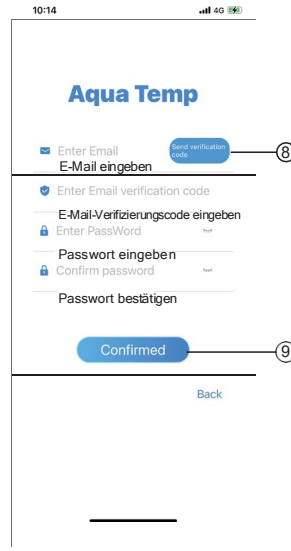 10:14 4G
Aqua Temp
Enter Email
Send verification
code
⑧
E-Mail eingeben
Enter Email verification code
E-Mail-Verifizierungscode eingeben
Enter PassWord
Passwort eingeben
Confirm password
Passwort bestätigen
Confirmed
⑨
Back